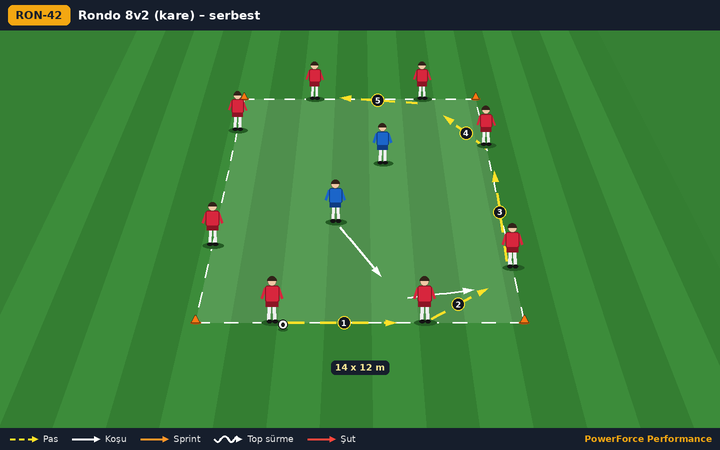 RON-42 Rondo 8v2 (kare) – serbest
5
4
3
2
1
14 x 12 m
Pas Koşu Sprint Top sürme Şut PowerForce Performance